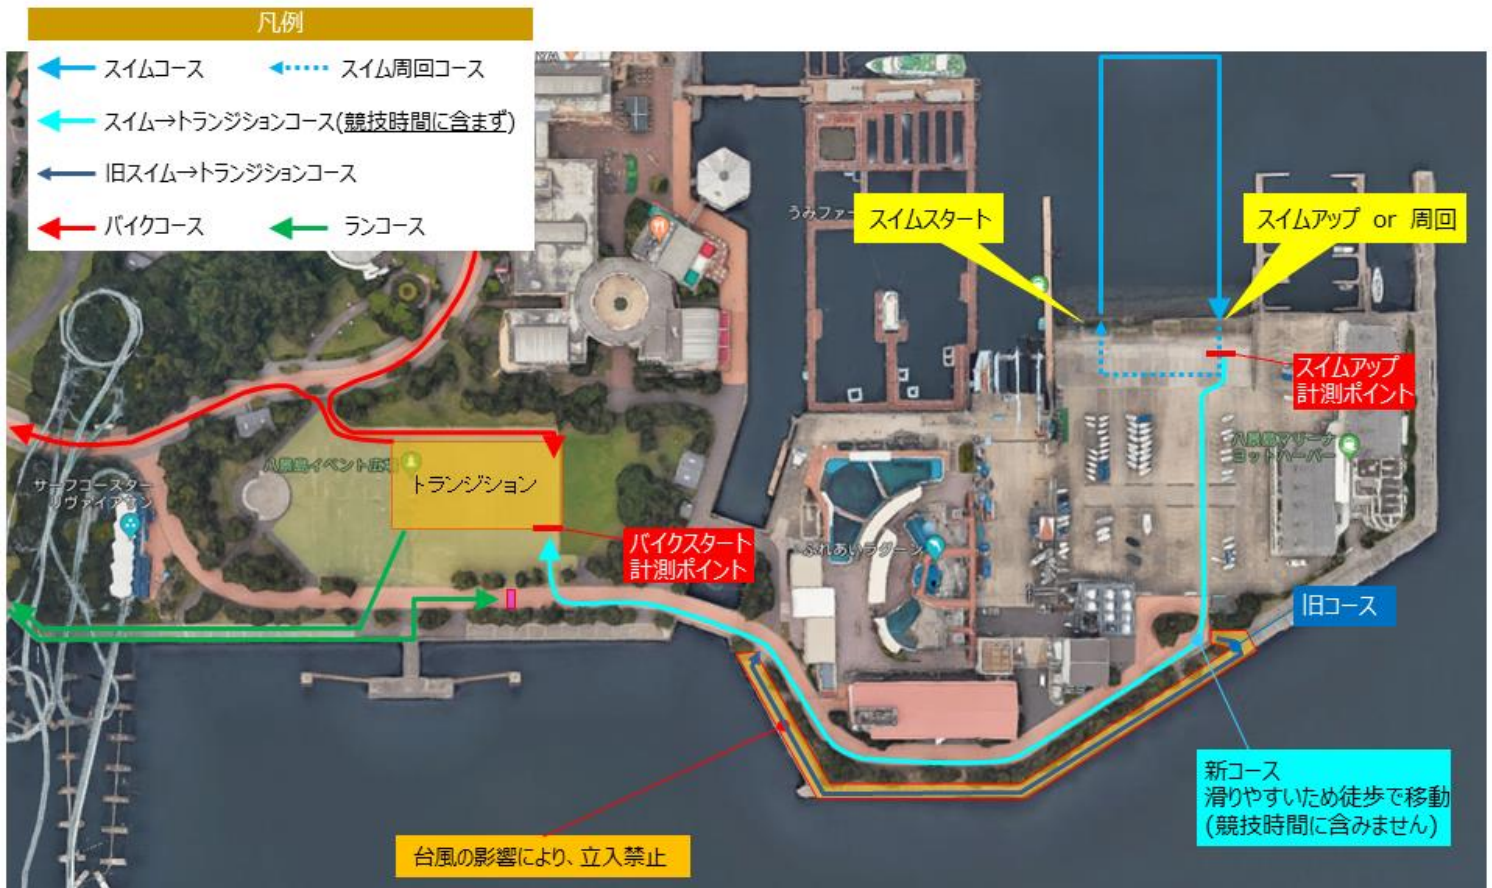 凡例
スイムコース
スイム周回コース
スイム→トランジションコース(競技時間に含まず)
旧スイム→トランジションコース
バイクコース
ランコース
うみファー
スイムスタート
スイムアップ or 周回
スイムアップ
計測ポイント
八景島マリーナ
ヨットハーバー
八景島イベント広場
トランジション
サーフコースター
リヴァイアサン
バイクスタート
計測ポイント
ふれあいラグーン
旧コース
新コース
滑りやすいため徒歩で移動
(競技時間に含みません)
台風の影響により、立入禁止